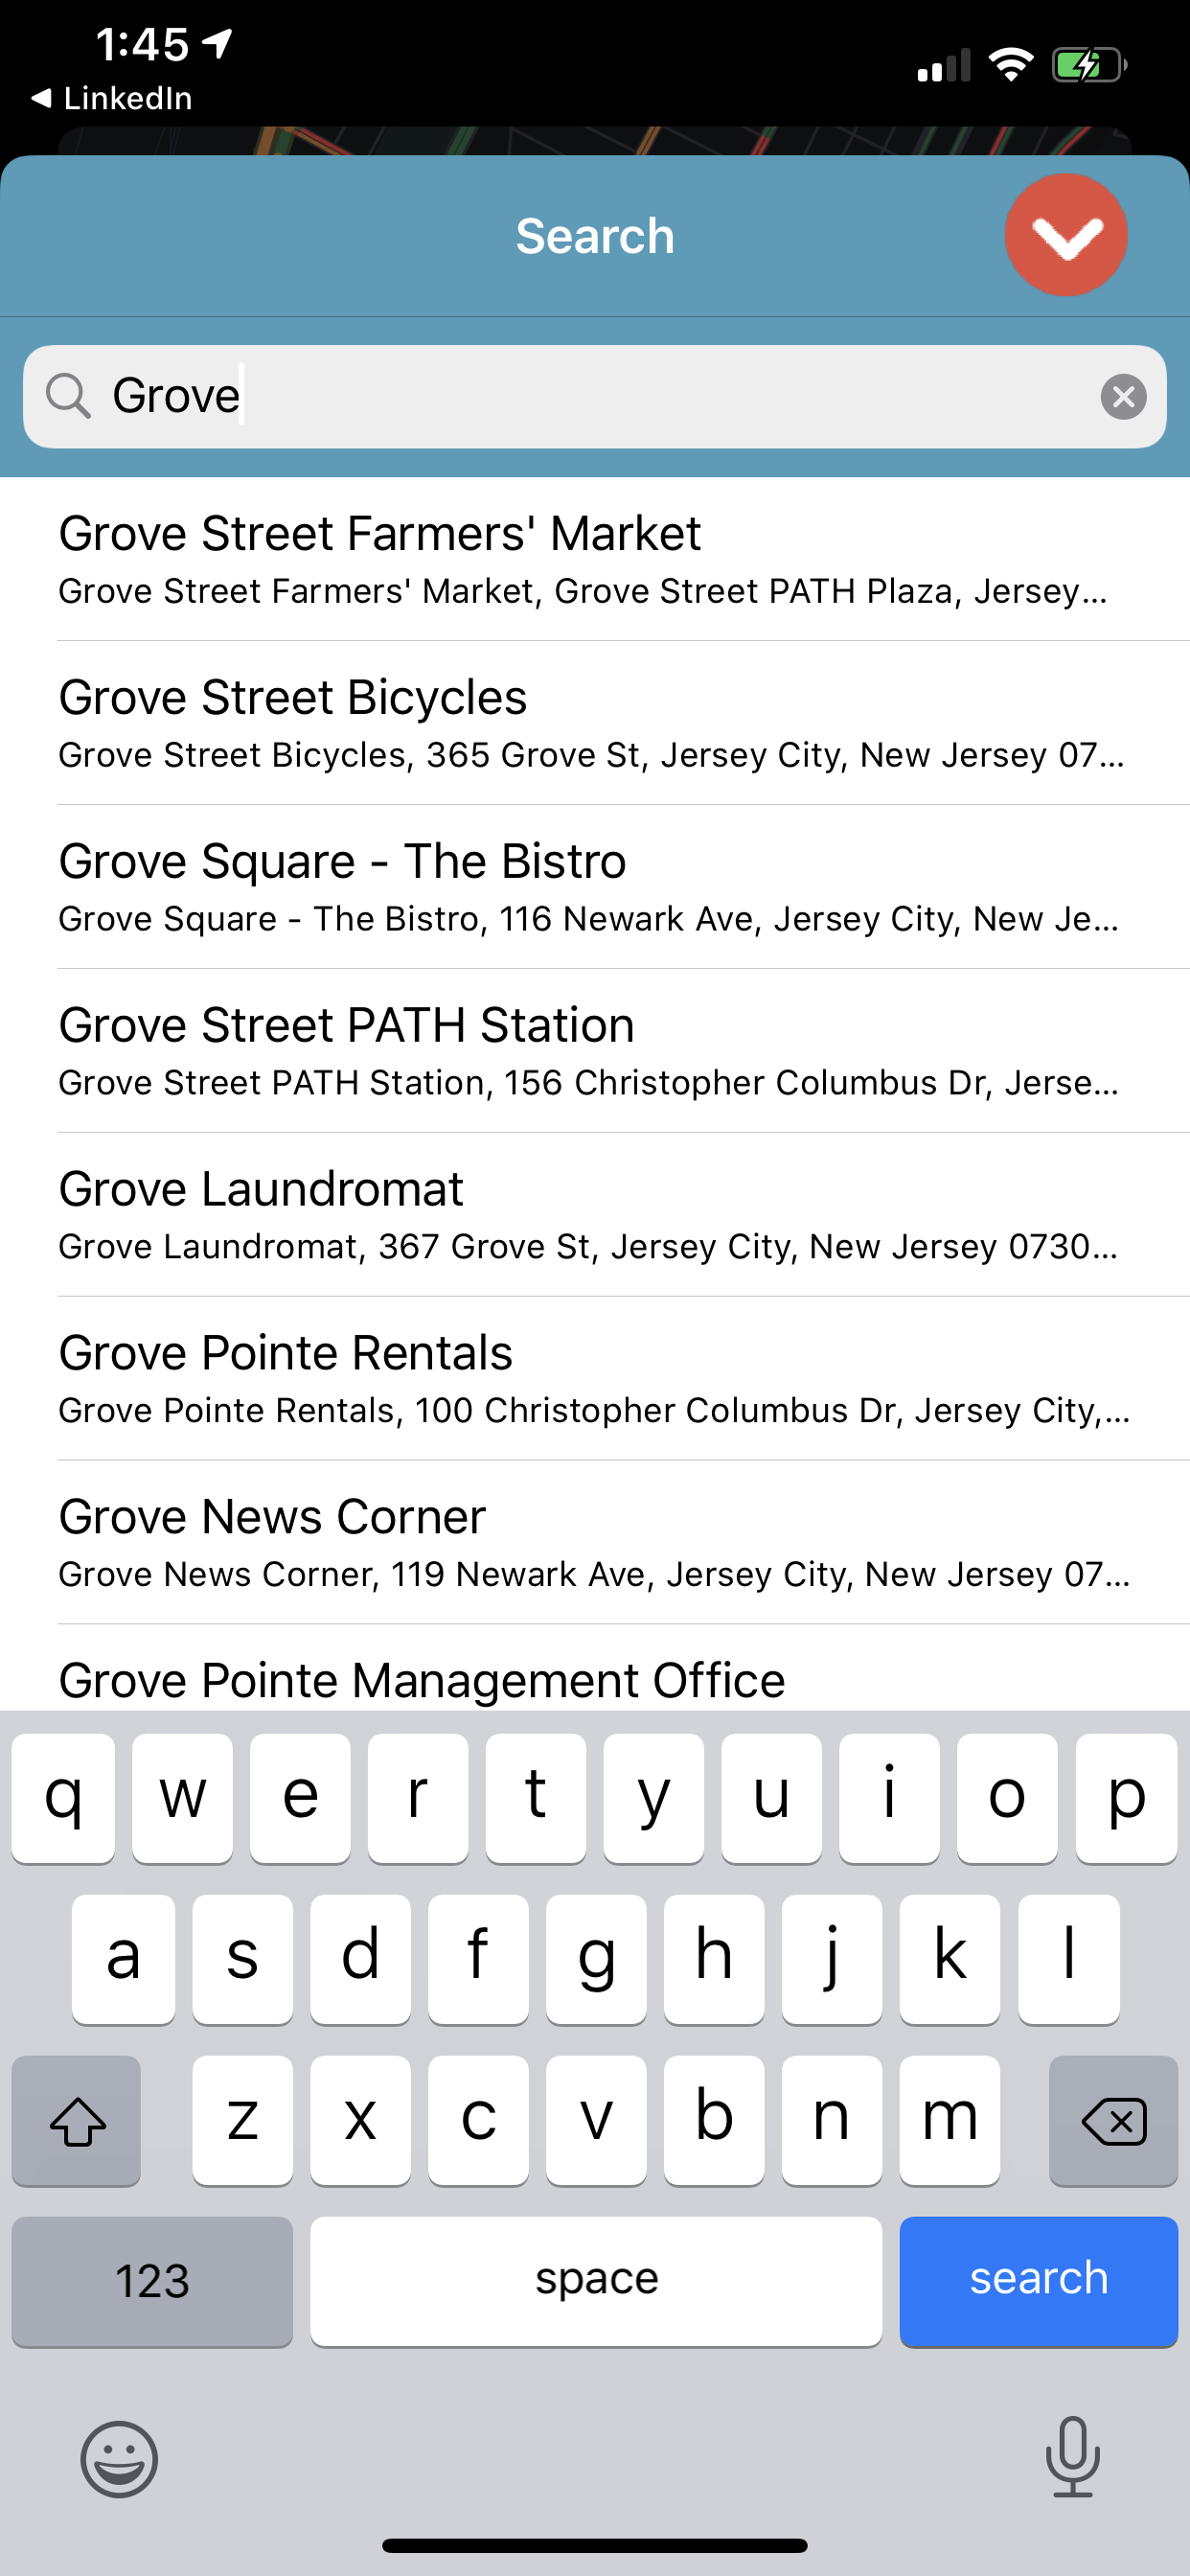 1:45
LinkedIn
Search
Grove
Grove Street Farmers' Market
Grove Street Farmers' Market, Grove Street PATH Plaza, Jersey...
Grove Street Bicycles
Grove Street Bicycles, 365 Grove St, Jersey City, New Jersey 07...
Grove Square - The Bistro
Grove Square - The Bistro, 116 Newark Ave, Jersey City, New Je...
Grove Street PATH Station
Grove Street PATH Station, 156 Christopher Columbus Dr, Jerse...
Grove Laundromat
Grove Laundromat, 367 Grove St, Jersey City, New Jersey 0730...
Grove Pointe Rentals
Grove Pointe Rentals, 100 Christopher Columbus Dr, Jersey City,...
Grove News Corner
Grove News Corner, 119 Newark Ave, Jersey City, New Jersey 07...
Grove Pointe Management Office
q w e r t y u i o p
a s d f g h j k l
z x c v b n m
123 space search